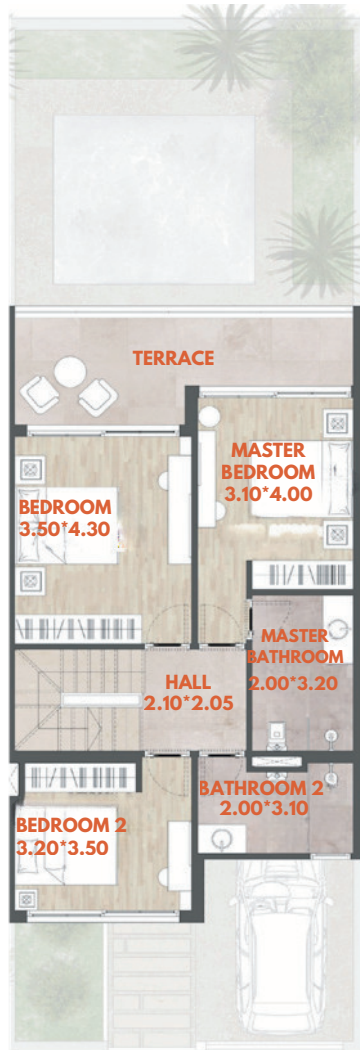 TERRACE
MASTER
BEDROOM
3.10*4.00
BEDROOM
3.50*4.30
MASTER
BATHROOM
2.00*3.20
HALL
2.10*2.05
BATHROOM 2
2.00*3.10
BEDROOM 2
3.20*3.50